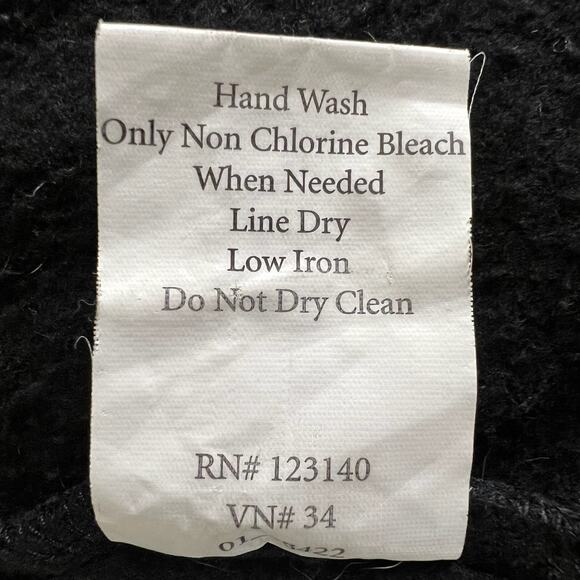 Hand Wash
Only Non Chlorine Bleach
When Needed
Line Dry
Low Iron
Do Not Dry Clean
RN# 123140
VN# 34